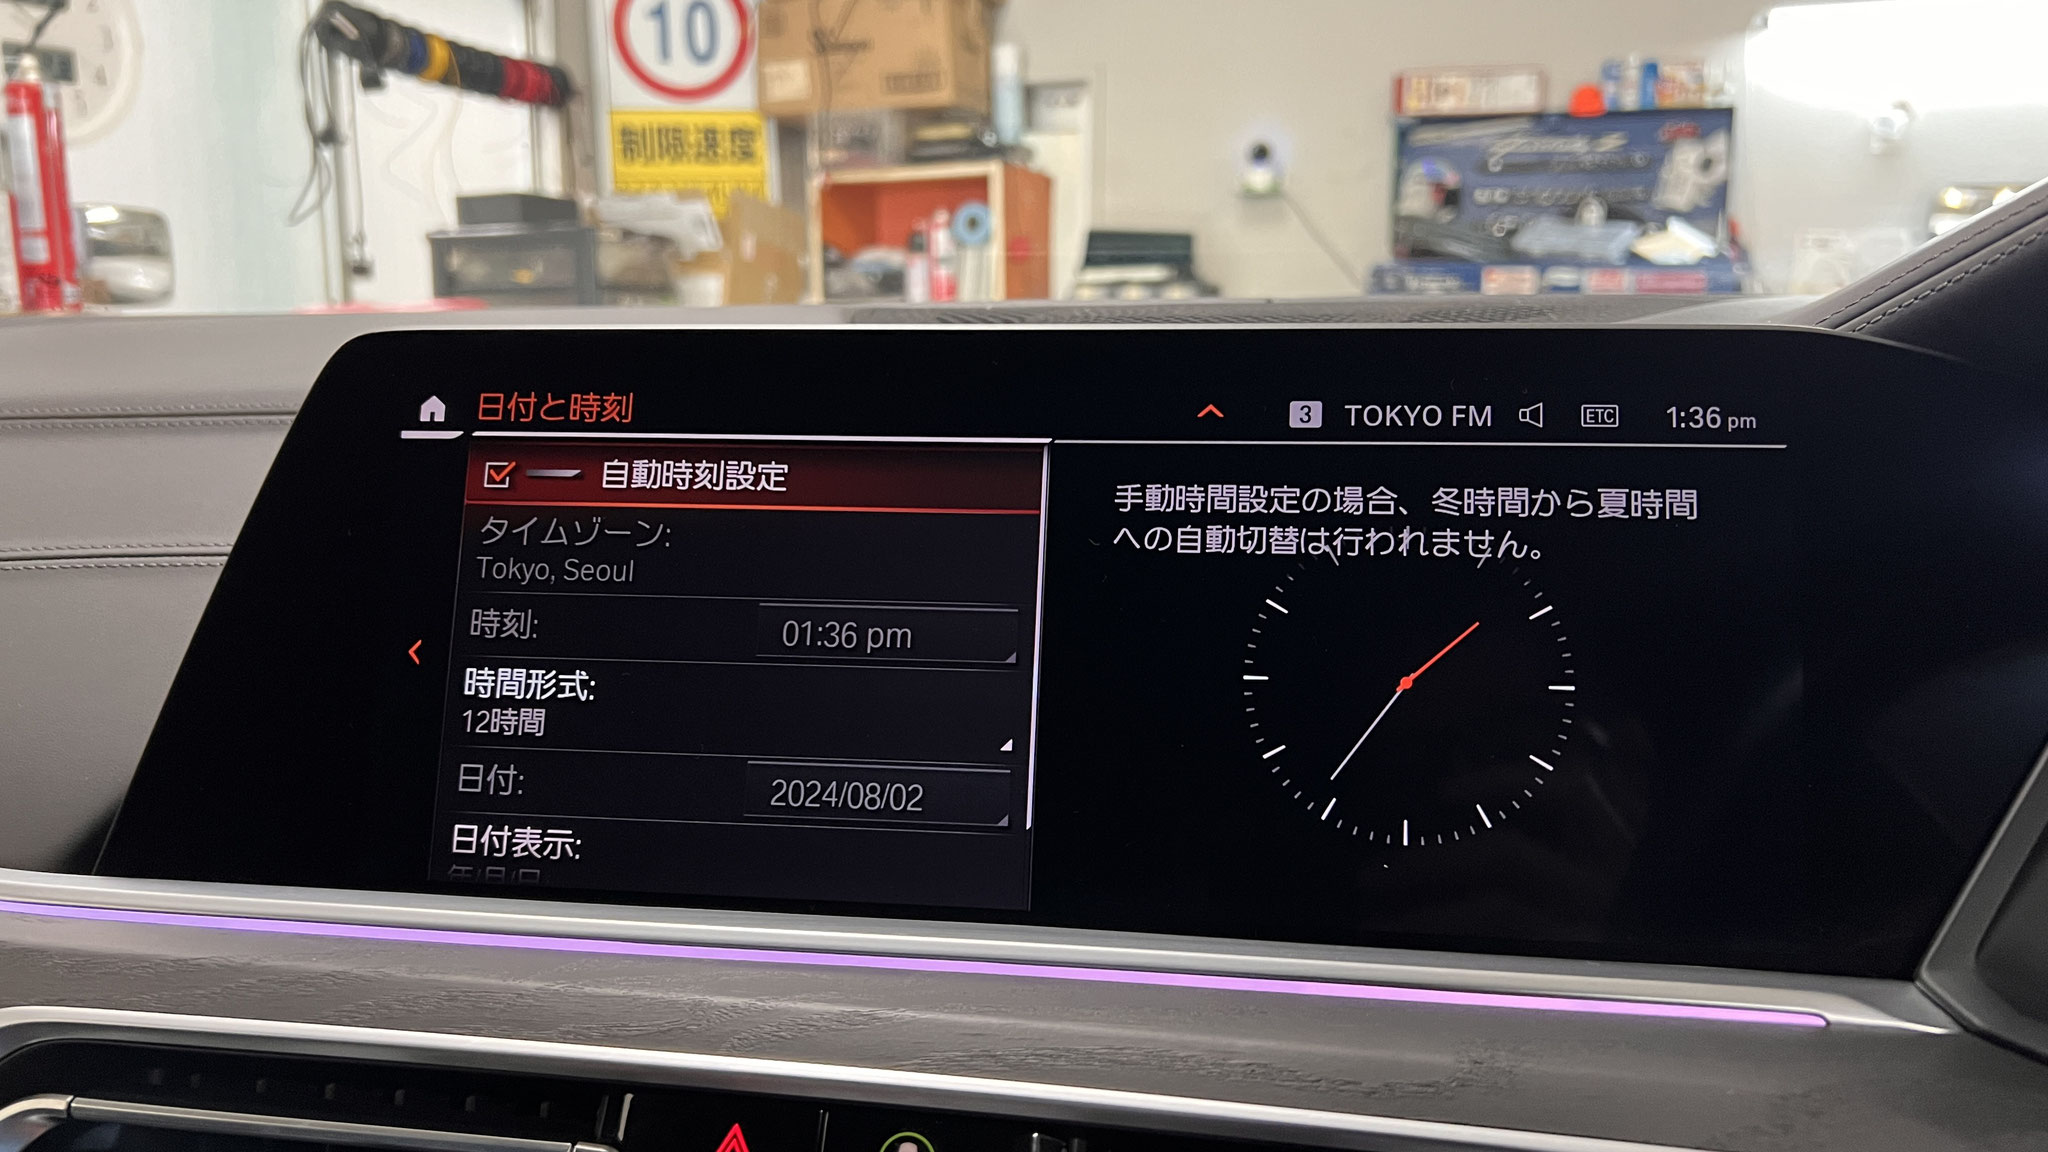 10
制限速度
日付と時刻
3 TOKYO FM ETC 1:36 pm
自動時刻設定
タイムゾーン:
Tokyo, Seoul
時刻: 01:36 pm
時間形式:
12時間
日付: 2024/08/02
日付表示:
年/月/日
手動時間設定の場合、冬時間から夏時間
への自動切替は行われません。